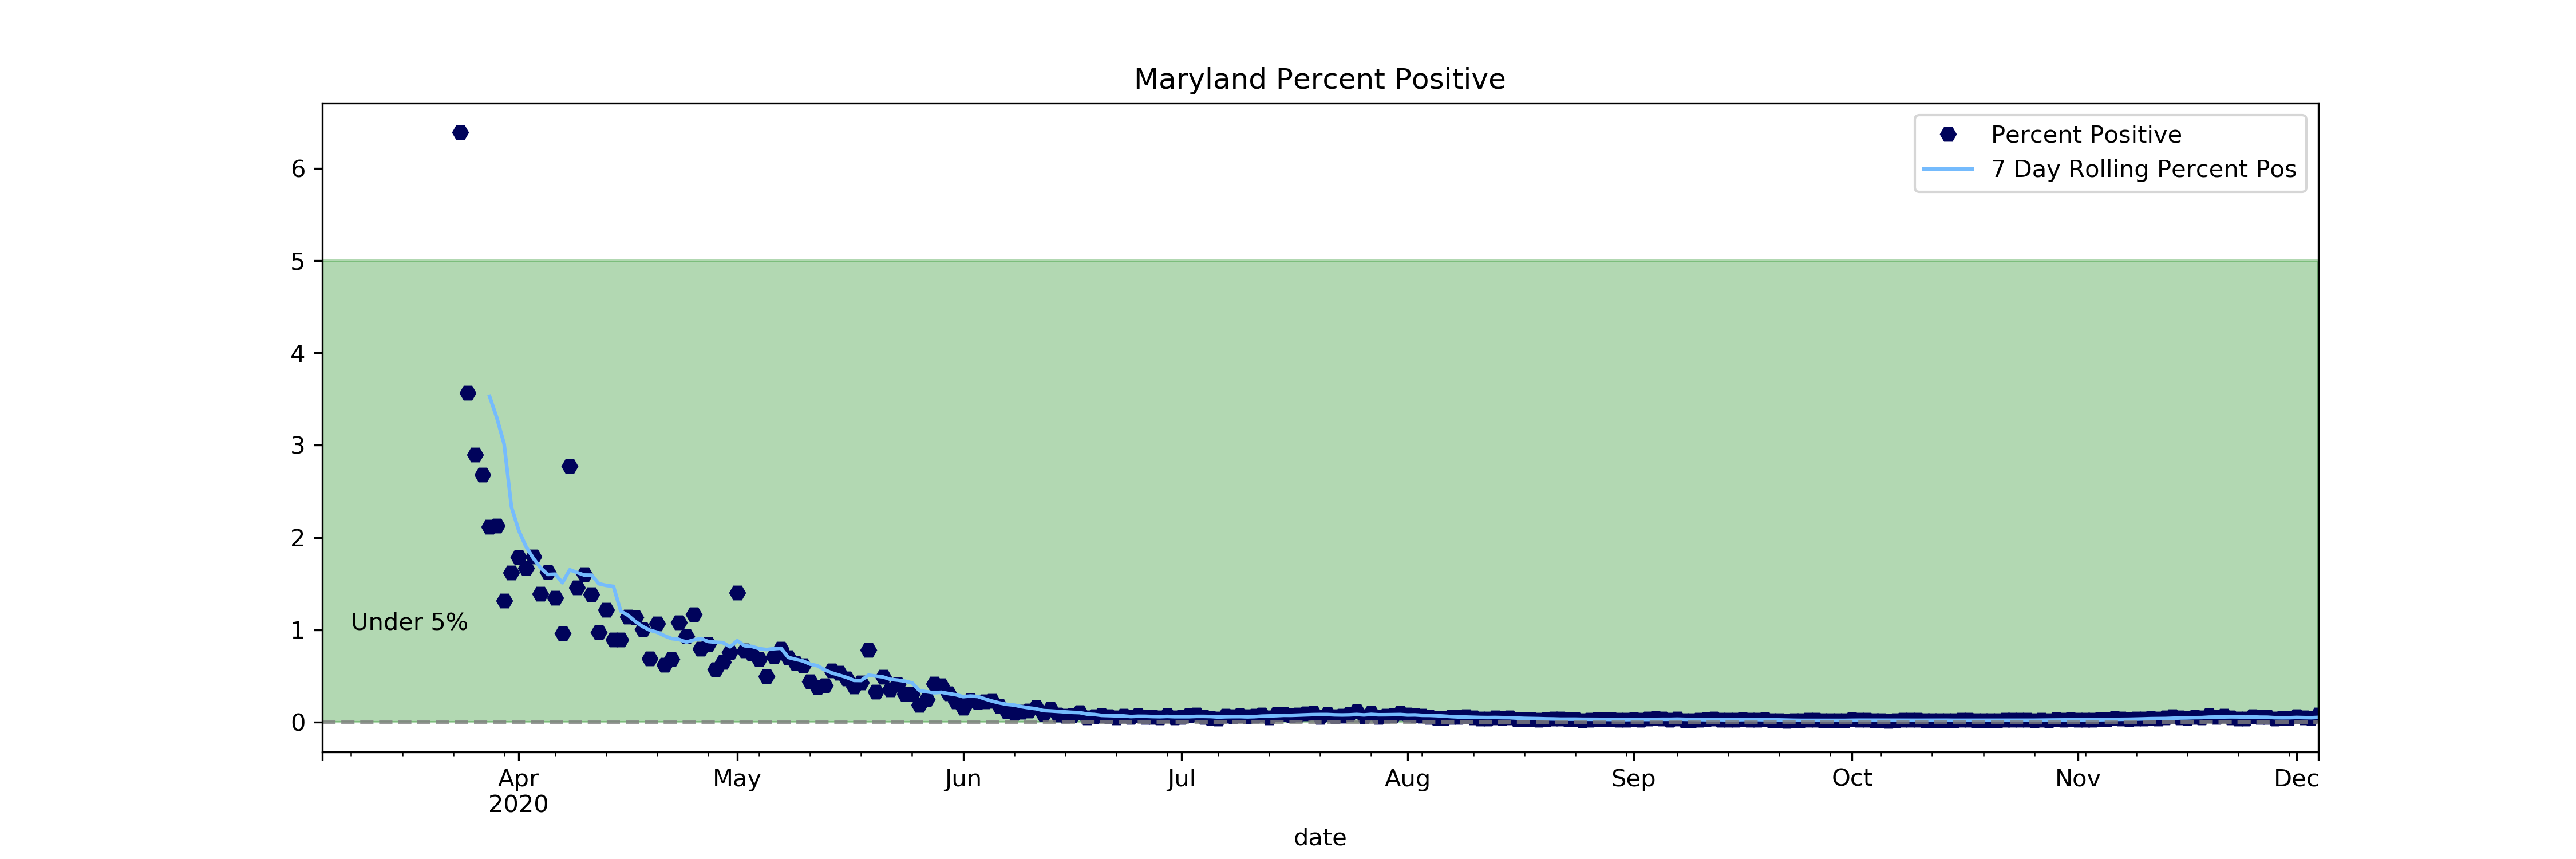 Maryland Percent Positive
Percent Positive
7 Day Rolling Percent Pos
6
5
4
3
2
1
0
Under 5%
Apr
2020
May
Jun
Jul
Aug
Sep
Oct
Nov
Dec
date